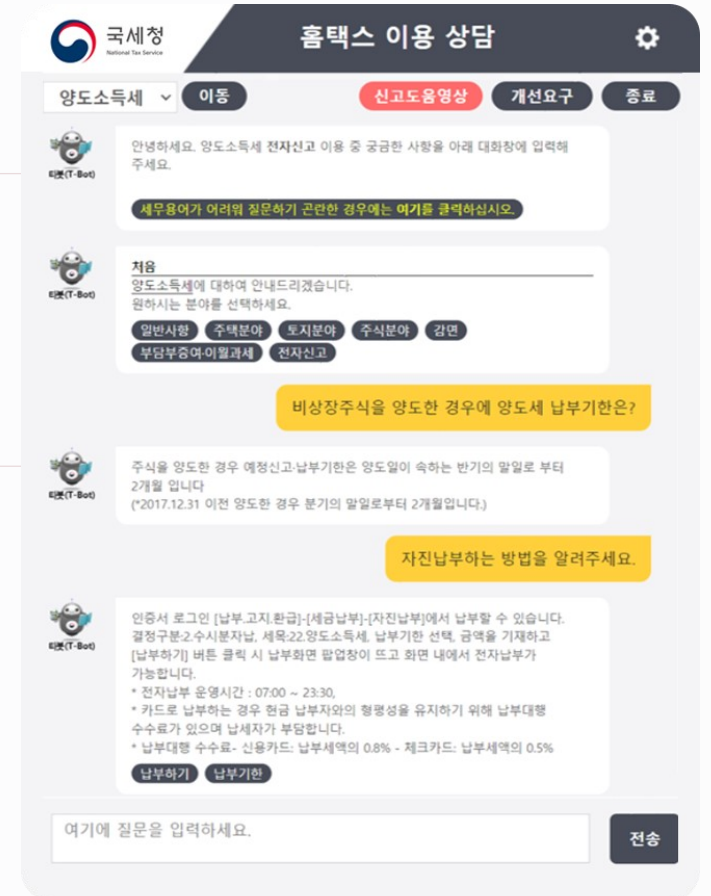 국세청
National Tax Service
홈택스 이용 상담
양도소득세
이동
신고도움영상
개선요구
종료
티봇(T-Bot)
안녕하세요. 양도소득세 전자신고 이용 중 궁금한 사항을 아래 대화창에 입력해
주세요.
세무용어가 어려워 질문하기 곤란한 경우에는 여기를 클릭하십시오.
티봇(T-Bot)
처음
양도소득세에 대하여 안내드리겠습니다.
원하시는 분야를 선택하세요.
일반사항 주택분야 토지분야 주식분야 감면
부담부증여·이월과세 전자신고
비상장주식을 양도한 경우에 양도세 납부기한은?
티봇(T-Bot)
주식을 양도한 경우 예정신고·납부기한은 양도일이 속하는 반기의 말일로 부터
2개월 입니다
(*2017.12.31 이전 양도한 경우 분기의 말일로부터 2개월입니다.)
자진납부하는 방법을 알려주세요.
티봇(T-Bot)
인증서 로그인 [납부.고지.환급]-[세금납부]-[자진납부]에서 납부할 수 있습니다.
결정구분:2.수시분자납, 세목:22.양도소득세, 납부기한 선택, 금액을 기재하고
[납부하기] 버튼 클릭 시 납부화면 팝업창이 뜨고 화면 내에서 전자납부가
가능합니다.
* 전자납부 운영시간 : 07:00 ~ 23:30,
* 카드로 납부하는 경우 현금 납부자와의 형평성을 유지하기 위해 납부대행
수수료가 있으며 납세자가 부담합니다.
* 납부대행 수수료- 신용카드: 납부세액의 0.8% - 체크카드: 납부세액의 0.5%
납부하기 납부기한
여기에 질문을 입력하세요.
전송